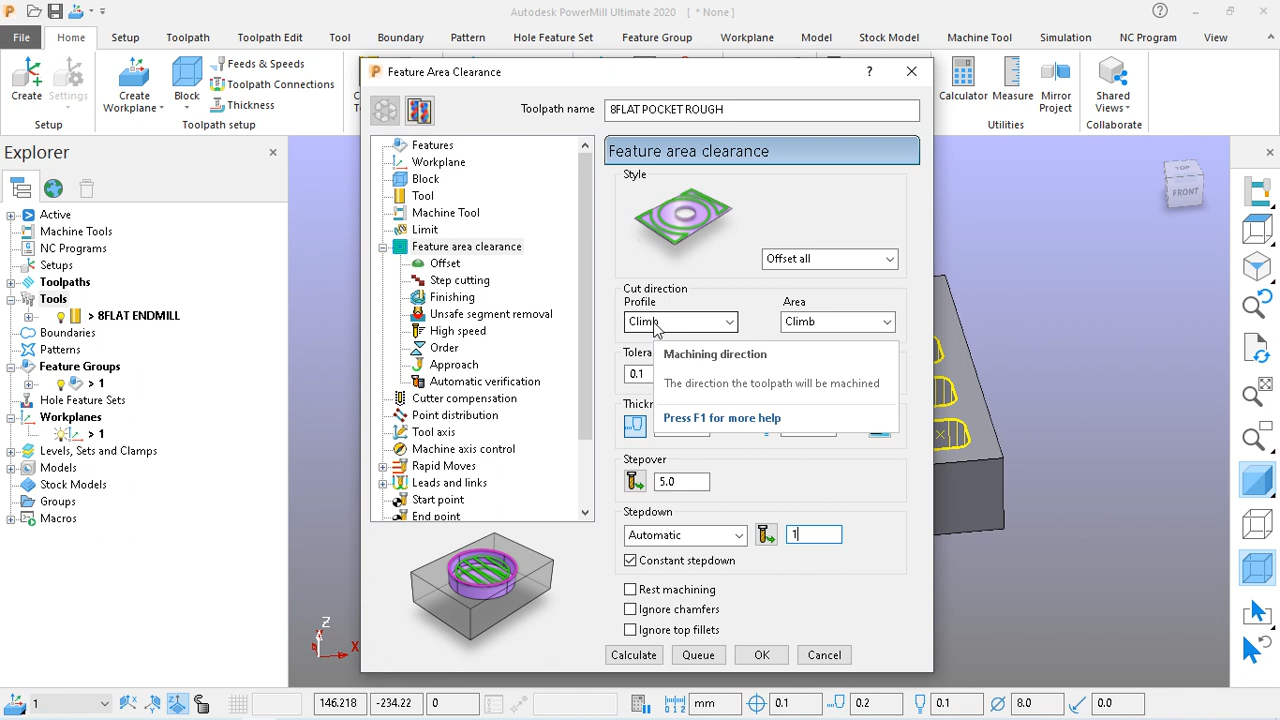 Autodesk PowerMill Ultimate 2020 [ * None ]
File Home Setup Toolpath Toolpath Edit Tool Boundary Pattern Hole Feature Set Feature Group Workplane Model Stock Model Machine Tool Simulation NC Program View
Create
Settings
Setup
Create
Workplane
Block
Feeds & Speeds
Toolpath Connections
Thickness
Toolpath setup
Calculator
Measure
Mirror
Project
Utilities
Shared
Views
Collaborate
Explorer
Active
Machine Tools
NC Programs
Setups
Toolpaths
Tools
> 8FLAT ENDMILL
Boundaries
Patterns
Feature Groups
> 1
Hole Feature Sets
Workplanes
> 1
Levels, Sets and Clamps
Models
Stock Models
Groups
Macros
Feature Area Clearance
?
Toolpath name 8FLAT POCKET ROUGH
Features
Workplane
Block
Tool
Machine Tool
Limit
Feature area clearance
Offset
Step cutting
Finishing
Unsafe segment removal
High speed
Order
Approach
Automatic verification
Cutter compensation
Point distribution
Tool axis
Machine axis control
Rapid Moves
Leads and links
Start point
End point
Feature area clearance
Style
Offset all
Cut direction
Profile Area
Climb Climb
Tolera
0.1
Machining direction
The direction the toolpath will be machined
Press F1 for more help
Thickr
Stepover
5.0
Stepdown
Automatic 1
Constant stepdown
Rest machining
Ignore chamfers
Ignore top fillets
Calculate Queue OK Cancel
TOP
FRONT
Z
X
1 146.218 -234.22 0 mm 0.1 0.2 0.1 8.0 0.0